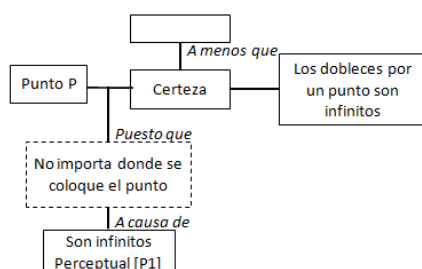 A menos que
Punto P
Certeza
Los dobleces por
un punto son
infinitos
Puesto que
No importa donde se
coloque el punto
A causa de
Son infinitos
Perceptual [P1]